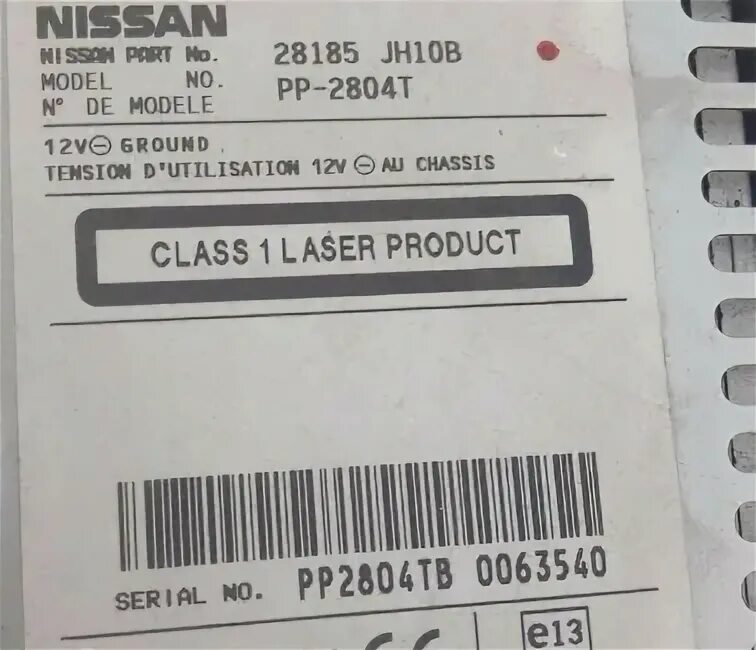 NISSAN
NISSAN PART No. 28185 JH10B
MODEL NO. PP-2804T
N° DE MODELE
12V⊖ GROUND
TENSION D'UTILISATION 12V ⊖ AU CHASSIS
CLASS 1 LASER PRODUCT
SERIAL NO. PP2804TB 0063540
CE e13